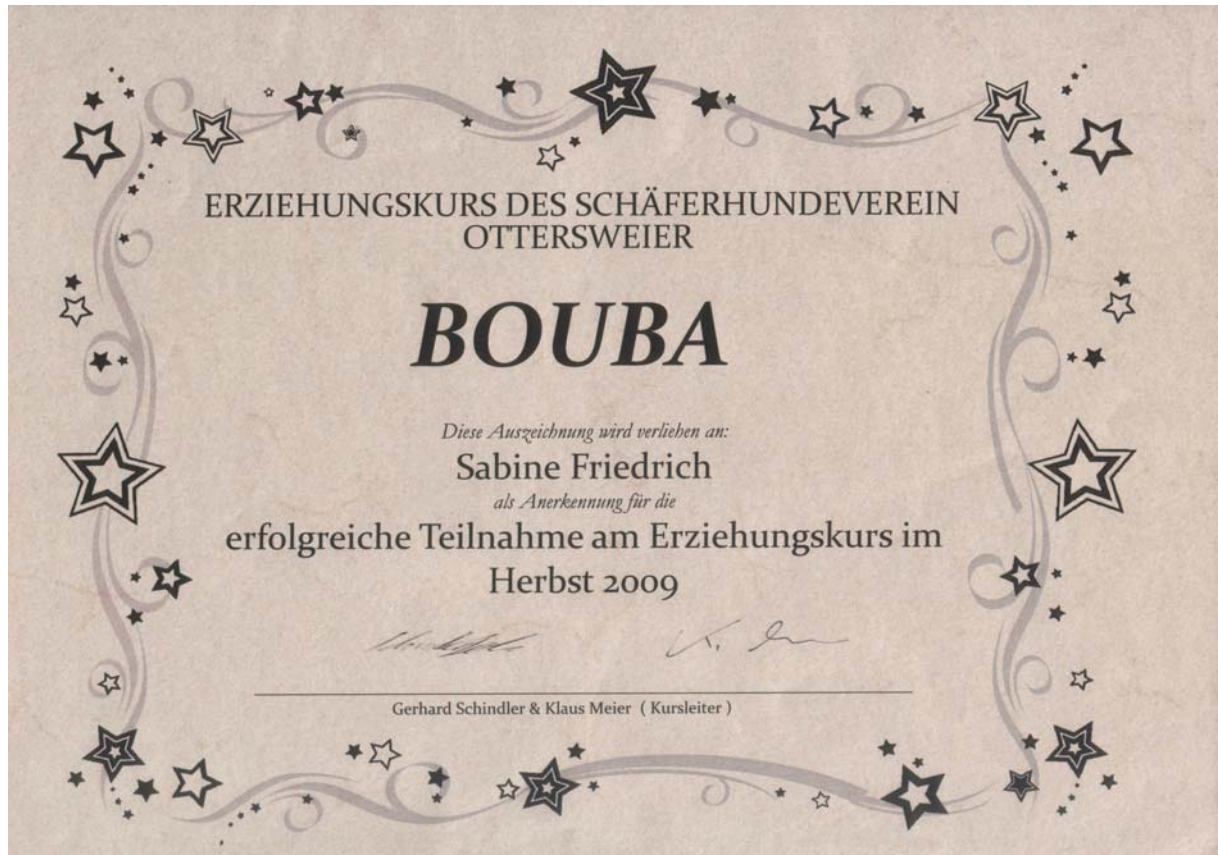 ERZIEHUNGSKURS DES SCHÄFERHUNDEVEREIN
OTTERSWEIER
BOUBA
Diese Auszeichnung wird verliehen an:
Sabine Friedrich
als Anerkennung für die
erfolgreiche Teilnahme am Erziehungskurs im
Herbst 2009
Gerhard Schindler & Klaus Meier ( Kursleiter )